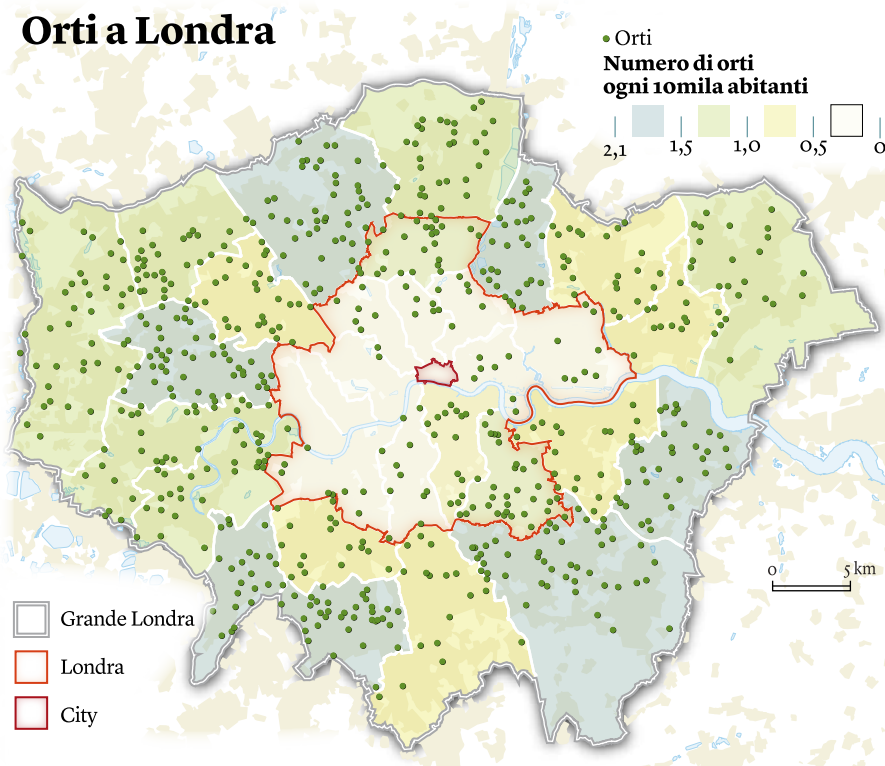 Orti a Londra
Orti
Numero di orti
ogni 10mila abitanti
2,1 1,5 1,0 0,5 0
0 5 km
Grande Londra
Londra
City